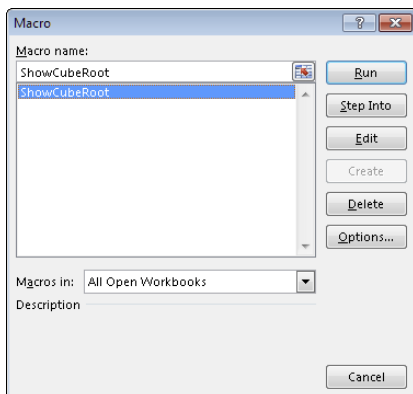 Macro
Macro name:
ShowCubeRoot
ShowCubeRoot
Run
Step Into
Edit
Create
Delete
Options...
Macros in: All Open Workbooks
Description
Cancel